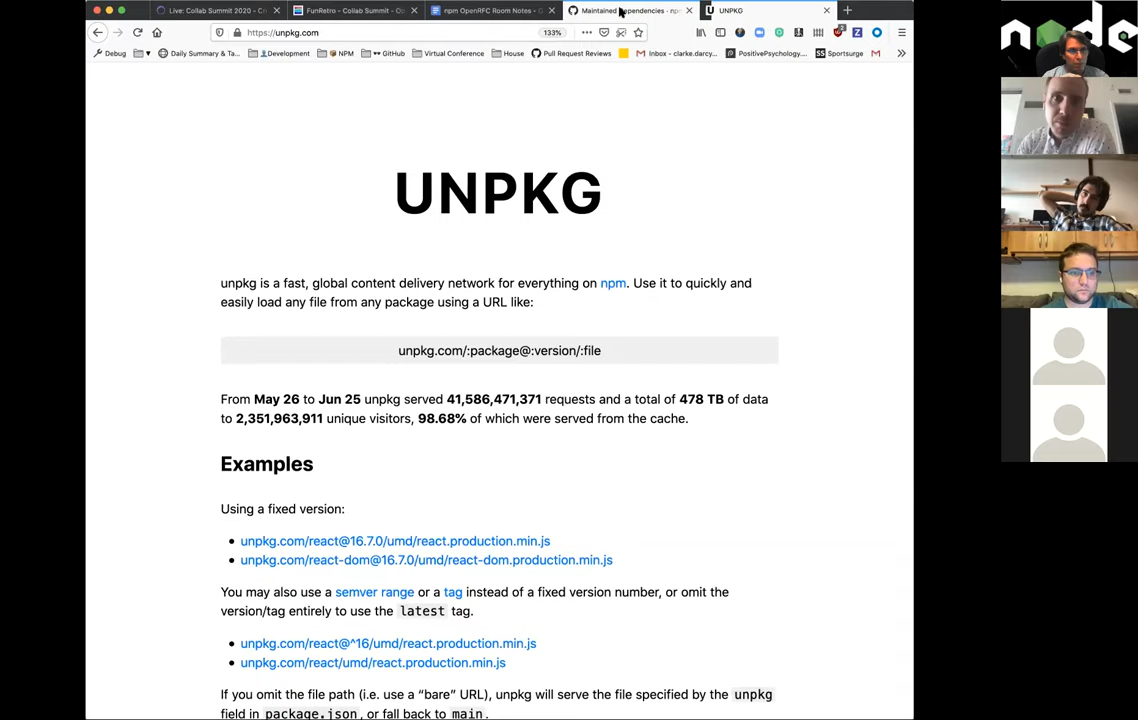 Live: Collab Summit 2020 - Cr
FunRetro - Collab Summit - Op
npm OpenRFC Room Notes - G
Maintained Dependencies - npm
UNPKG
https://unpkg.com
133%
Debug
Daily Summary & Ta...
Development
NPM
GitHub
Virtual Conference
House
Pull Request Reviews
Inbox - clarke.darcy...
PositivePsychology....
SS Sportsurge
node
UNPKG
unpkg is a fast, global content delivery network for everything on npm. Use it to quickly and
easily load any file from any package using a URL like:
unpkg.com/:package@:version/:file
From May 26 to Jun 25 unpkg served 41,586,471,371 requests and a total of 478 TB of data
to 2,351,963,911 unique visitors, 98.68% of which were served from the cache.
Examples
Using a fixed version:
unpkg.com/react@16.7.0/umd/react.production.min.js
unpkg.com/react-dom@16.7.0/umd/react-dom.production.min.js
You may also use a semver range or a tag instead of a fixed version number, or omit the
version/tag entirely to use the latest tag.
unpkg.com/react@^16/umd/react.production.min.js
unpkg.com/react/umd/react.production.min.js
If you omit the file path (i.e. use a “bare” URL), unpkg will serve the file specified by the unpkg
field in package.json, or fall back to main.